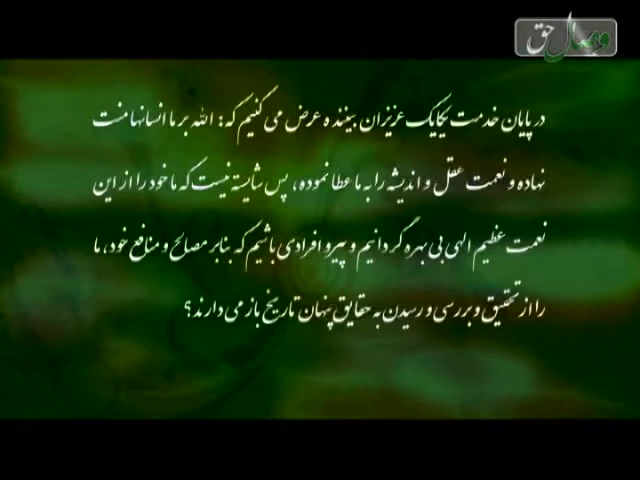 وصال حق
در پایان خدمت یکایک عزیزان بیننده عرض می کنیم که: الله بر ما انسانها منت
نهاده و نعمت عقل و اندیشه را به ما عطا نموده، پس شایسته نیست که ما خود را از این
نعمت عظیم الهی بی بهره گردانیم و پیرو افرادی باشیم که بنابر مصالح و منافع خود، ما
را از تحقیق و بررسی و رسیدن به حقایق پنهان تاریخ باز می دارند؟